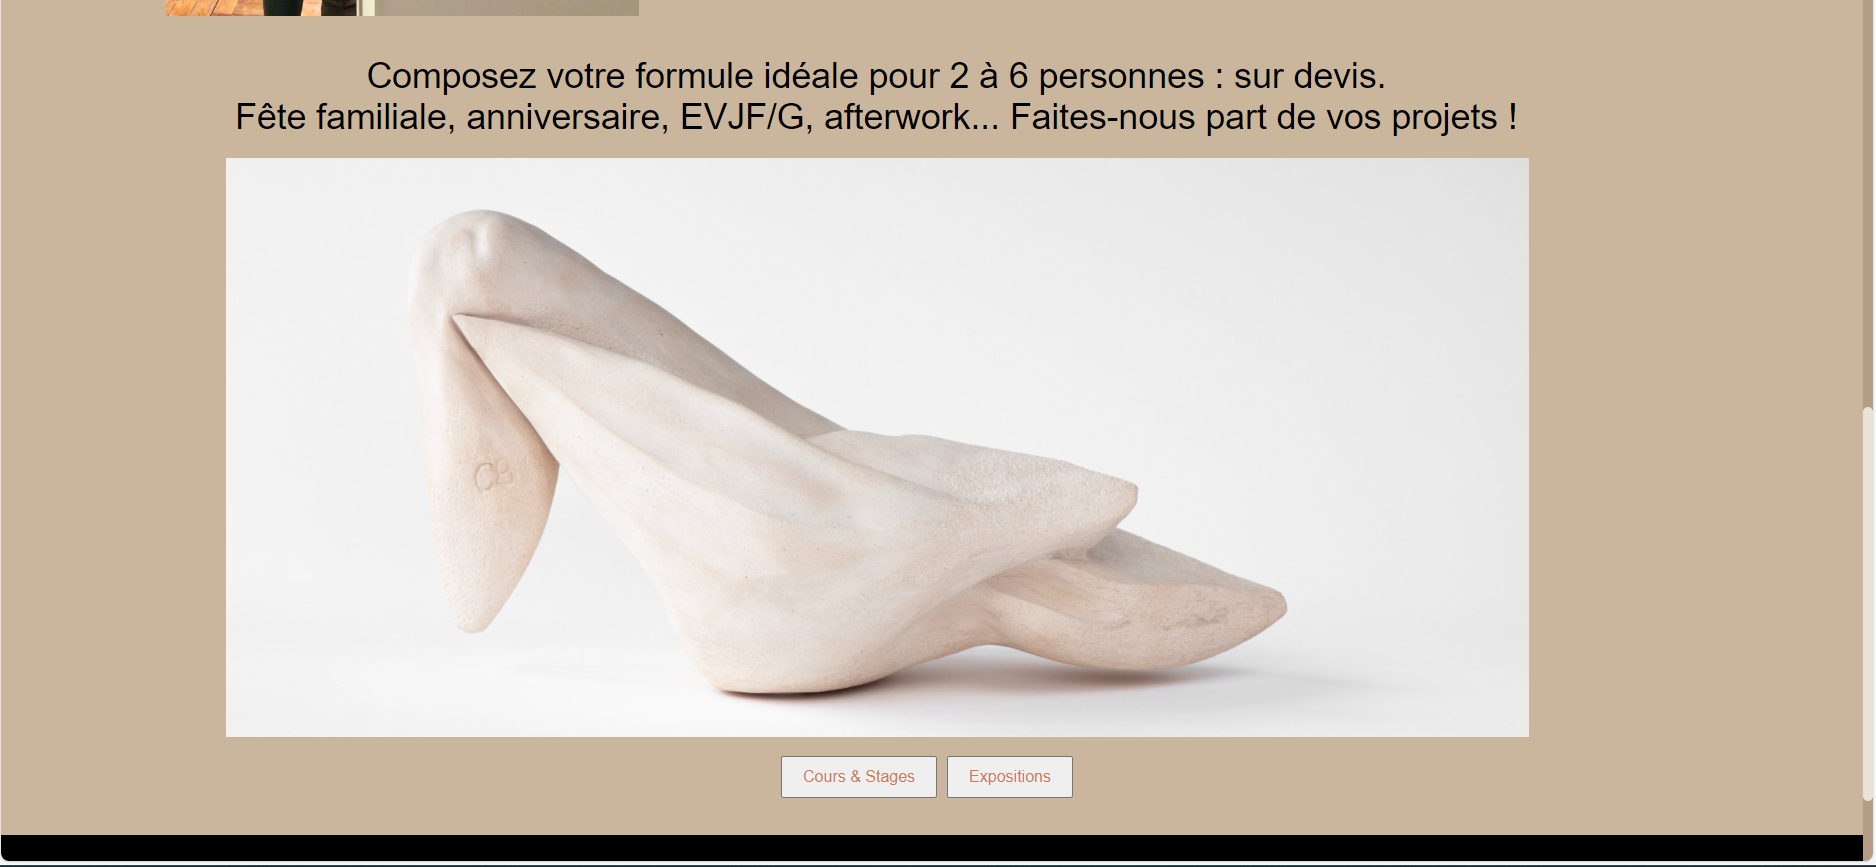 Composez votre formule idéale pour 2 à 6 personnes : sur devis.
Fête familiale, anniversaire, EVJF/G, afterwork... Faites-nous part de vos projets !
CB
Cours & Stages
Expositions